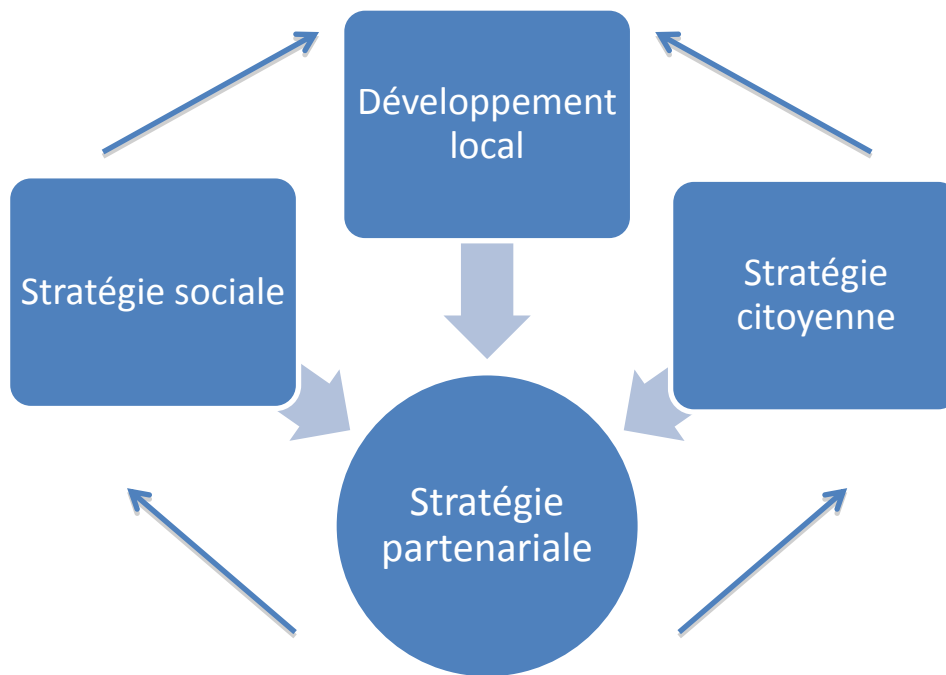 Développement
local
Stratégie sociale
Stratégie
citoyenne
Stratégie
partenariale